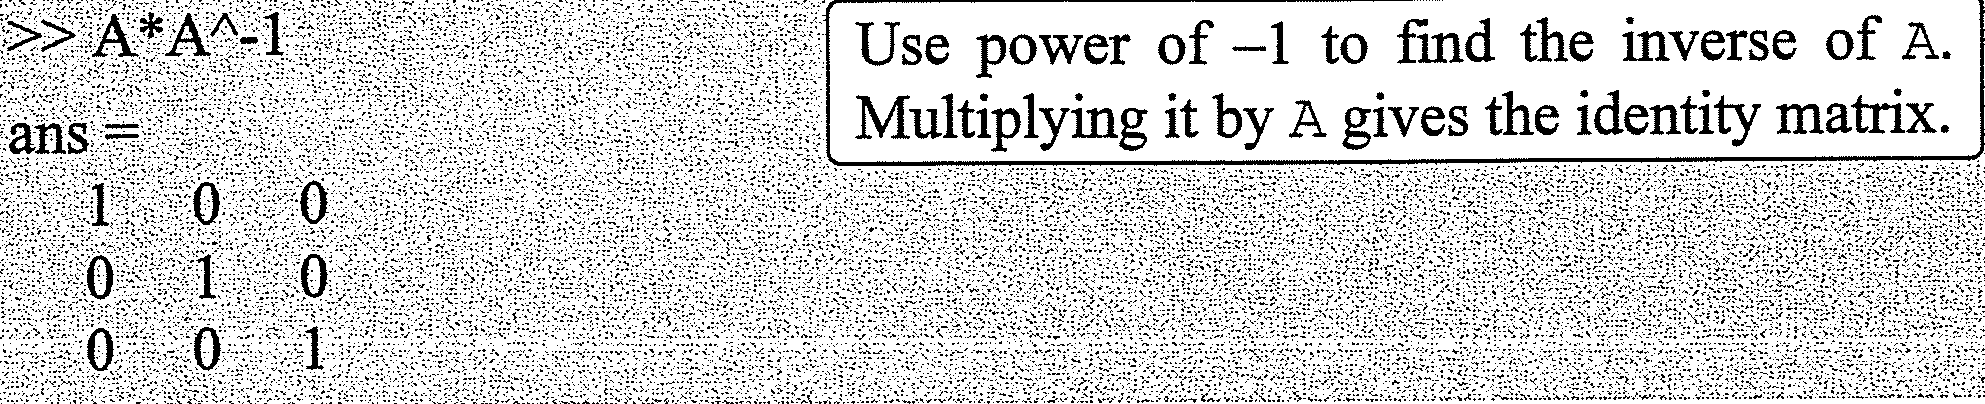 >> A*A^-1
Use power of –1 to find the inverse of A.
Multiplying it by A gives the identity matrix.
ans =
1 0 0
0 1 0
0 0 1